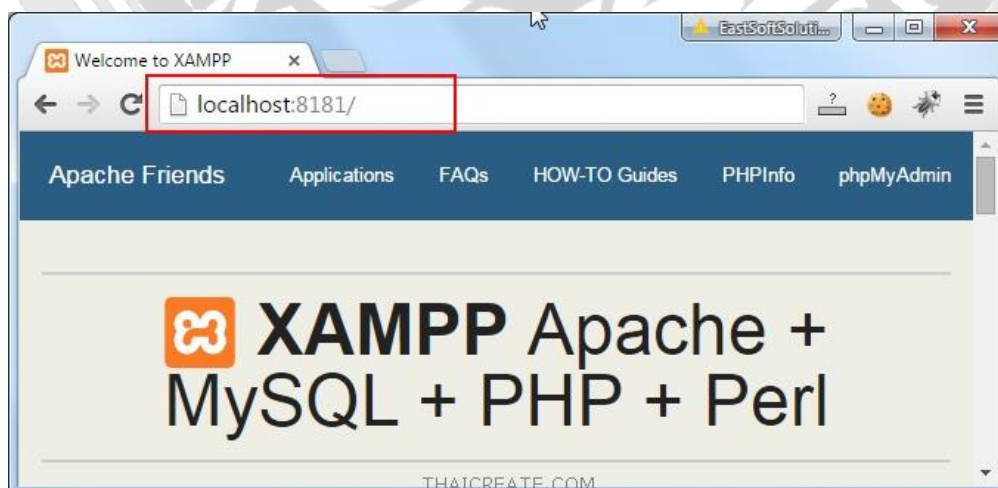 EastSoftSoluti...
Welcome to XAMPP
localhost:8181/
Apache Friends Applications FAQs HOW-TO Guides PHPInfo phpMyAdmin
XAMPP Apache +
MySQL + PHP + Perl
THAICREATE.COM